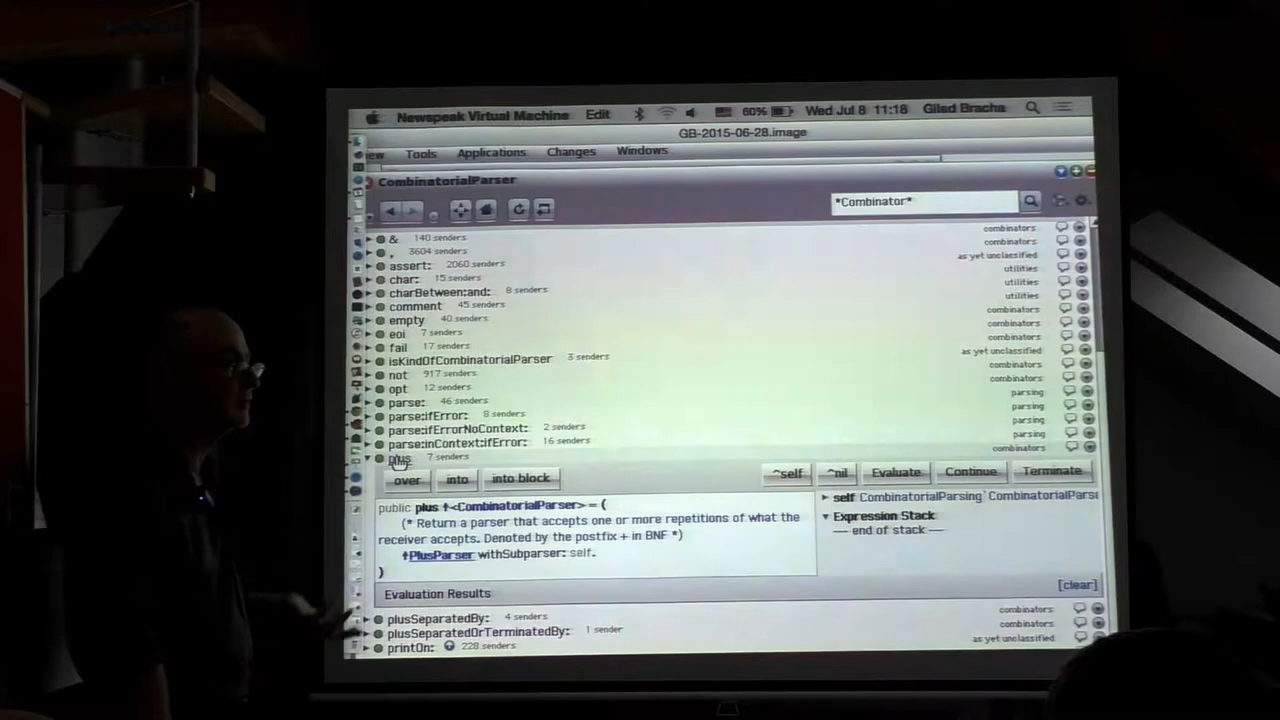 Newspeak Virtual Machine Edit 60% Wed Jul 8 11:18 Gilad Bracha
GB-2015-06-28.image
iew Tools Applications Changes Windows
CombinatorialParser
*Combinator*
& 140 senders combinators
, 3604 senders combinators
assert: 2060 senders as yet unclassified
char: 15 senders utilities
charBetween:and: 8 senders utilities
comment 45 senders utilities
empty 40 senders combinators
eoi 7 senders combinators
fail 17 senders combinators
isKindOfCombinatorialParser 3 senders as yet unclassified
not 917 senders combinators
opt 12 senders combinators
parse: 46 senders parsing
parse:ifError: 8 senders parsing
parse:ifErrorNoContext: 2 senders parsing
parse:inContext:ifError: 16 senders parsing
plus 7 senders combinators
over into into block ^self ^nil Evaluate Continue Terminate
public plus ↑<CombinatorialParser> = (
(* Return a parser that accepts one or more repetitions of what the
receiver accepts. Denoted by the postfix + in BNF *)
↑PlusParser withSubparser: self.
)
self CombinatorialParsing`CombinatorialParse
Expression Stack
— end of stack —
Evaluation Results [clear]
plusSeparatedBy: 4 senders combinators
plusSeparatedOrTerminatedBy: 1 sender combinators
printOn: 228 senders as yet unclassified